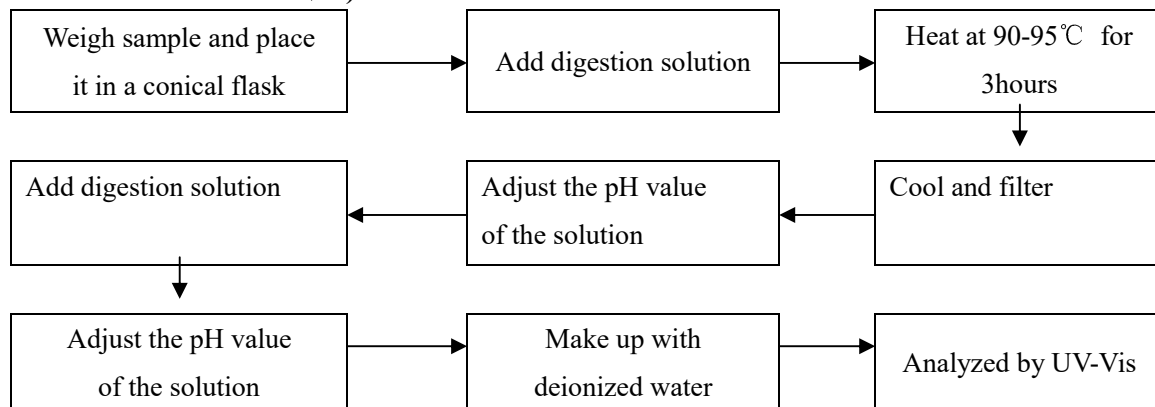 Weigh sample and place
it in a conical flask
Add digestion solution
Heat at 90-95℃ for
3hours
Cool and filter
Adjust the pH value
of the solution
Add digestion solution
Adjust the pH value
of the solution
Make up with
deionized water
Analyzed by UV-Vis